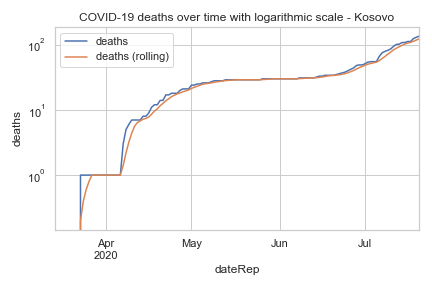 COVID-19 deaths over time with logarithmic scale - Kosovo
deaths
deaths (rolling)
10²
10¹
10⁰
deaths
Apr
2020
May
Jun
Jul
dateRep